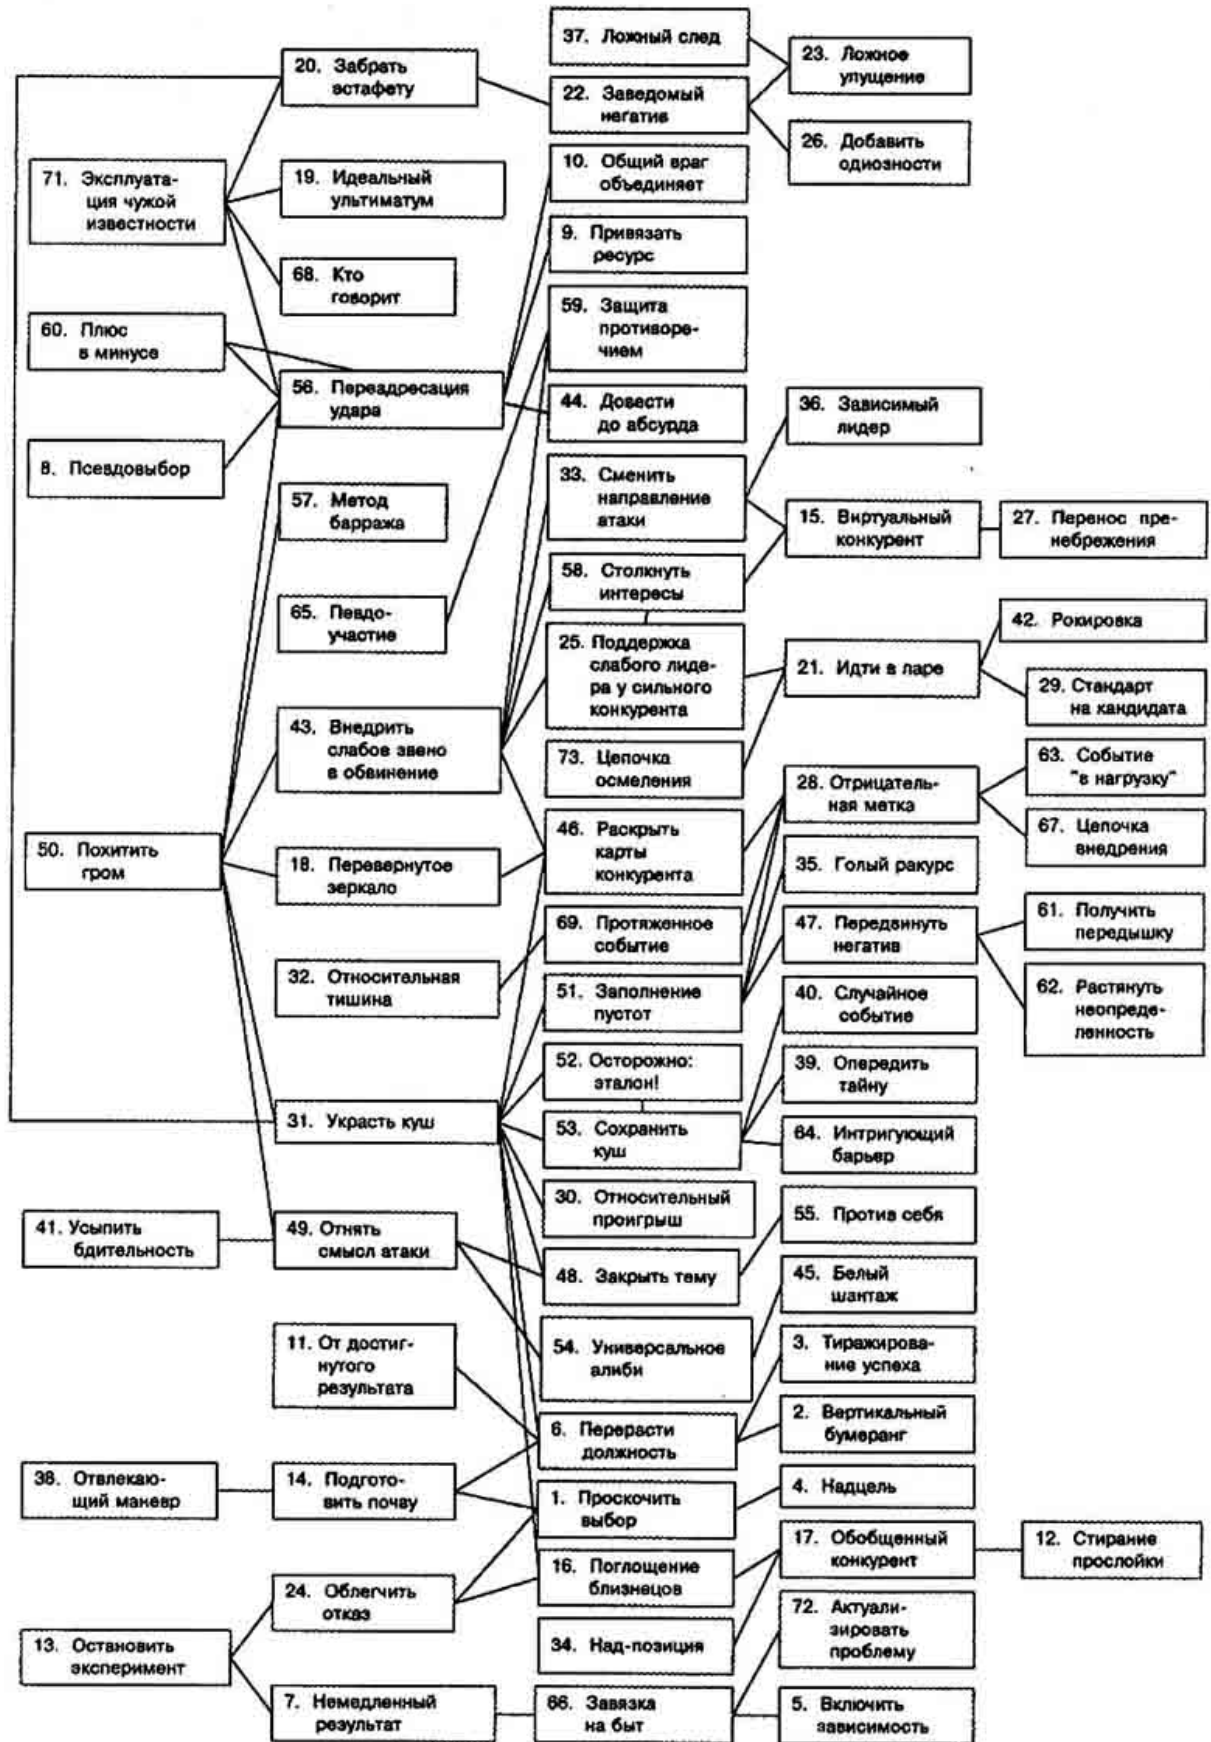 37. Ложный след
20. Забрать
эстафету
23. Ложное
упущение
22. Заведомый
негатив
26. Добавить
одиозности
71. Эксплуата-
ция чужой
известности
19. Идеальный
ультиматум
10. Общий враг
объединяет
9. Привязать
ресурс
68. Кто
говорит
59. Защита
противоре-
чием
60. Плюс
в минусе
56. Переадресация
удара
44. Довести
до абсурда
36. Зависимый
лидер
8. Псевдовыбор
33. Сменить
направление
атаки
57. Метод
барража
15. Виртуальный
конкурент
27. Перенос пре-
небрежения
58. Столкнуть
интересы
65. Певдо-
участие
42. Рокировка
25. Поддержка
слабого лиде-
ра у сильного
конкурента
21. Идти в паре
29. Стандарт
на кандидата
43. Внедрить
слабое звено
в обвинение
73. Цепочка
осмеления
63. Событие
"в нагрузку"
28. Отрицатель-
ная метка
67. Цепочка
внедрения
50. Похитить
гром
46. Раскрыть
карты
конкурента
18. Перевернутое
зеркало
35. Голый ракурс
69. Протяженное
событие
47. Передвинуть
негатив
61. Получить
передышку
32. Относительная
тишина
51. Заполнение
пустот
40. Случайное
событие
62. Растянуть
неопреде-
ленность
52. Осторожно:
эталон!
39. Опередить
тайну
31. Украсть куш
53. Сохранить
куш
64. Интригующий
барьер
30. Относительный
проигрыш
55. Против себя
41. Усыпить
бдительность
49. Отнять
смысл атаки
48. Закрыть тему
45. Белый
шантаж
11. От достиг-
нутого
результата
54. Универсальное
алиби
3. Тиражирова-
ние успеха
6. Перерасти
должность
2. Вертикальный
бумеранг
38. Отвлекаю-
щий маневр
14. Подгото-
вить почву
1. Проскочить
выбор
4. Надцель
17. Обобщенный
конкурент
12. Стирание
прослойки
16. Поглощение
близнецов
24. Облегчить
отказ
72. Актуали-
зировать
проблему
34. Над-позиция
13. Остановить
эксперимент
7. Немедленный
результат
66. Завязка
на быт
5. Включить
зависимость